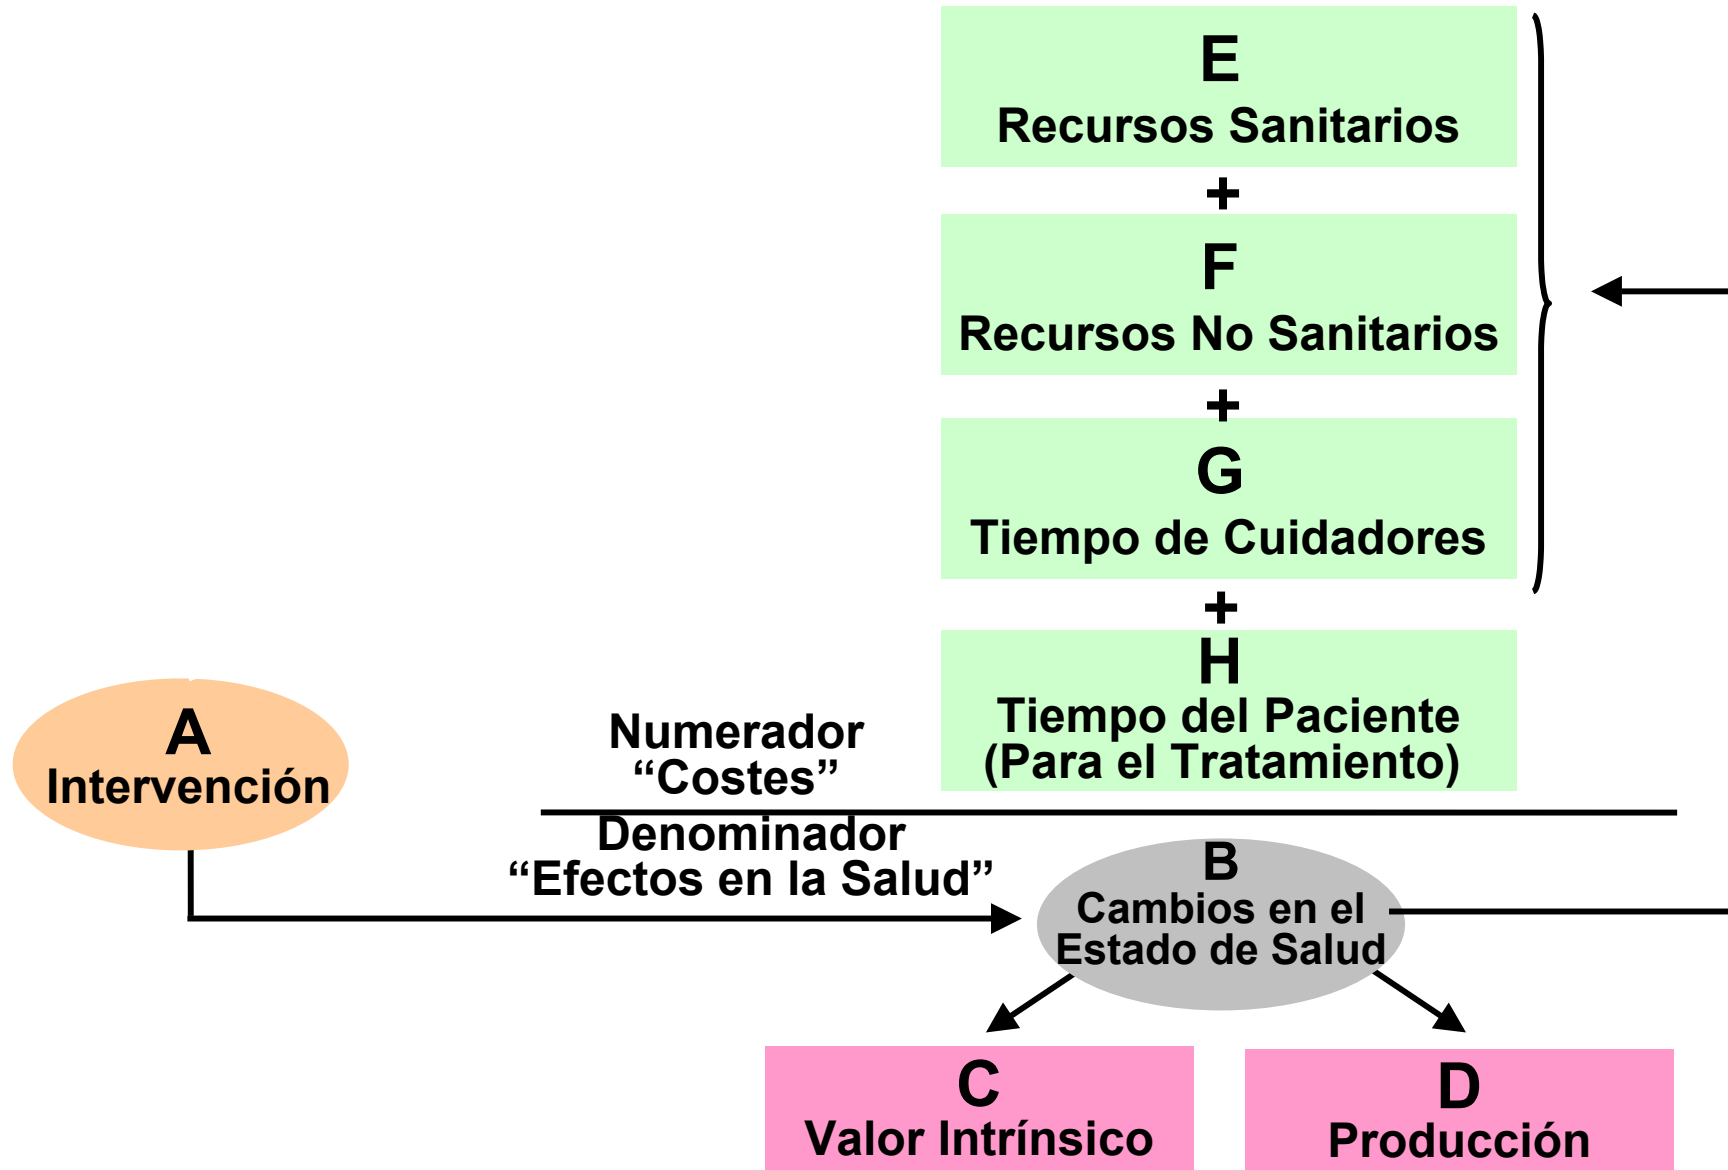 E
Recursos Sanitarios
+
F
Recursos No Sanitarios
+
G
Tiempo de Cuidadores
+
H
Tiempo del Paciente
(Para el Tratamiento)
A
Intervención
Numerador
“Costes”
Denominador
“Efectos en la Salud”
B
Cambios en el
Estado de Salud
C
Valor Intrínsico
D
Producción